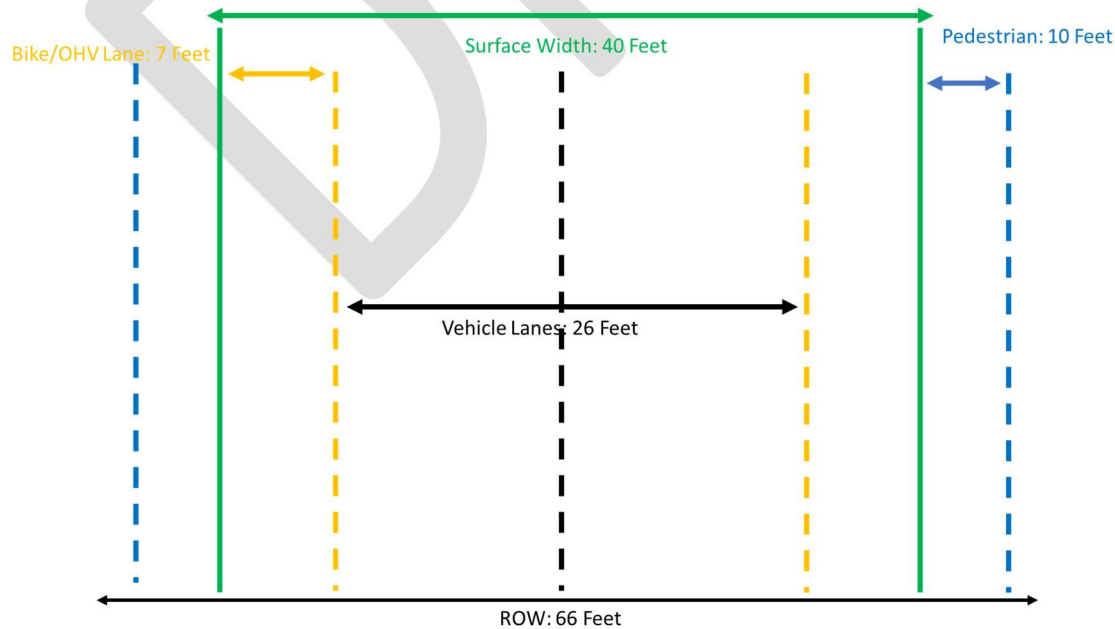 Surface Width: 40 Feet
Pedestrian: 10 Feet
Bike/OHV Lane: 7 Feet
Vehicle Lanes: 26 Feet
ROW: 66 Feet